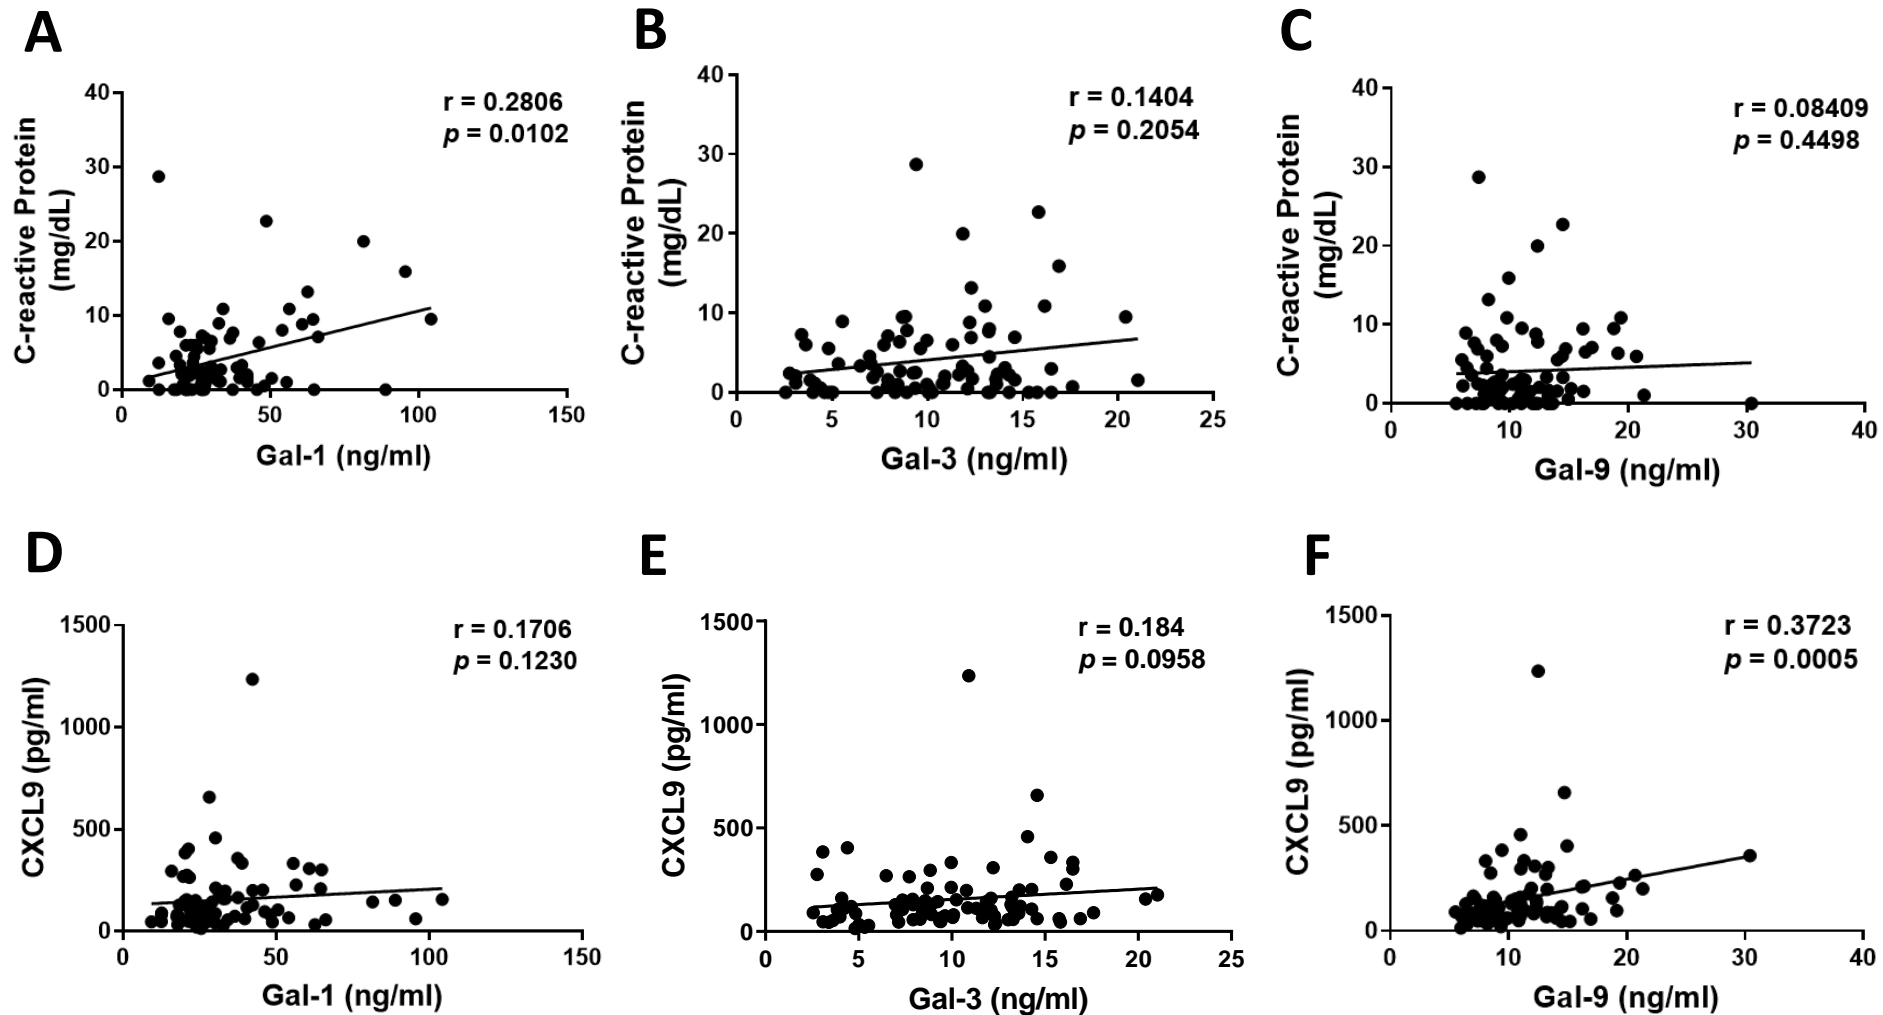 A
C-reactive Protein
(mg/dL)
40
30
20
10
0
0
50
100
150
Gal-1 (ng/ml)
r = 0.2806
p = 0.0102
B
C-reactive Protein
(mg/dL)
40
30
20
10
0
0
5
10
15
20
25
Gal-3 (ng/ml)
r = 0.1404
p = 0.2054
C
C-reactive Protein
(mg/dL)
40
30
20
10
0
0
10
20
30
40
Gal-9 (ng/ml)
r = 0.08409
p = 0.4498
D
CXCL9 (pg/ml)
1500
1000
500
0
0
50
100
150
Gal-1 (ng/ml)
r = 0.1706
p = 0.1230
E
CXCL9 (pg/ml)
1500
1000
500
0
0
5
10
15
20
25
Gal-3 (ng/ml)
r = 0.184
p = 0.0958
F
CXCL9 (pg/ml)
1500
1000
500
0
0
10
20
30
40
Gal-9 (ng/ml)
r = 0.3723
p = 0.0005